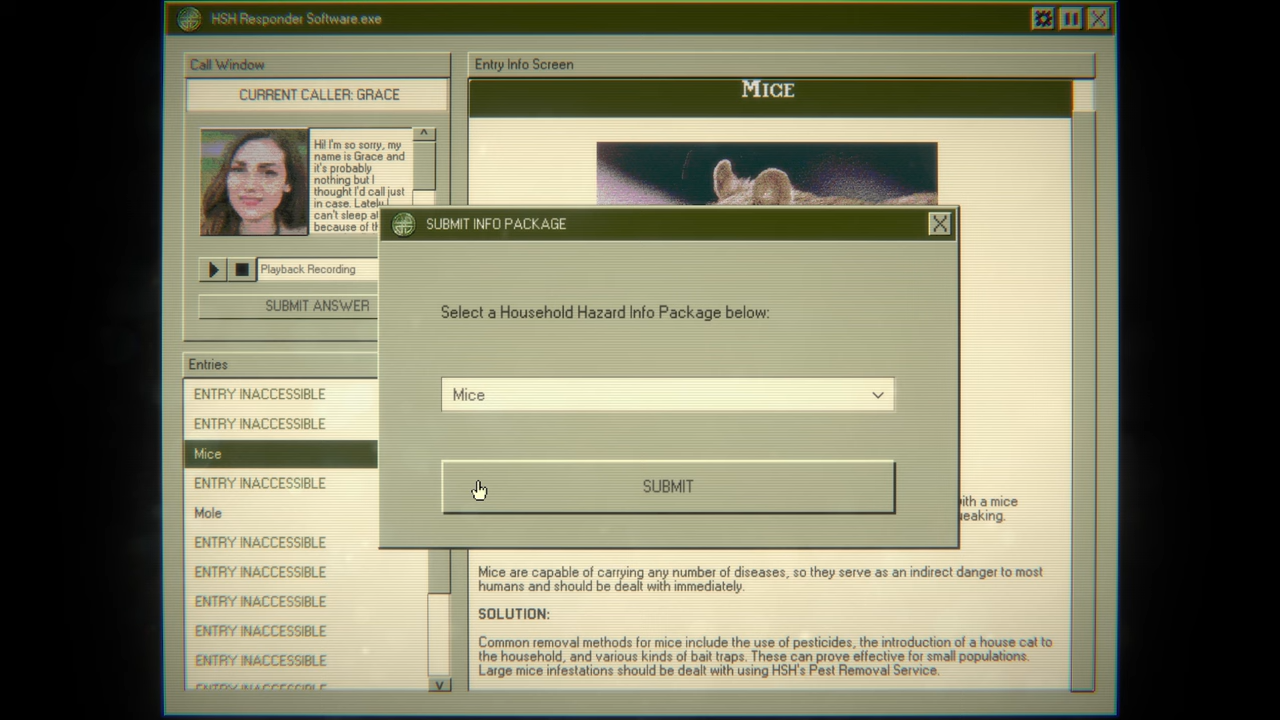 HSH Responder Software.exe
Call Window
CURRENT CALLER: GRACE
Hi! I'm so sorry, my
name is Grace and
it's probably
nothing but I
thought I'd call just
in case. Lately I
can't sleep
because of
Playback Recording
SUBMIT ANSWER
Entries
ENTRY INACCESSIBLE
ENTRY INACCESSIBLE
Mice
ENTRY INACCESSIBLE
Mole
ENTRY INACCESSIBLE
ENTRY INACCESSIBLE
ENTRY INACCESSIBLE
ENTRY INACCESSIBLE
ENTRY INACCESSIBLE
ENTRY INACCESSIBLE
Entry Info Screen
MICE
SUBMIT INFO PACKAGE
Select a Household Hazard Info Package below:
Mice
SUBMIT
with a mice
squeaking.
Mice are capable of carrying any number of diseases, so they serve as an indirect danger to most
humans and should be dealt with immediately.
SOLUTION:
Common removal methods for mice include the use of pesticides, the introduction of a house cat to
the household, and various kinds of bait traps. These can prove effective for small populations.
Large mice infestations should be dealt with using HSH's Pest Removal Service.